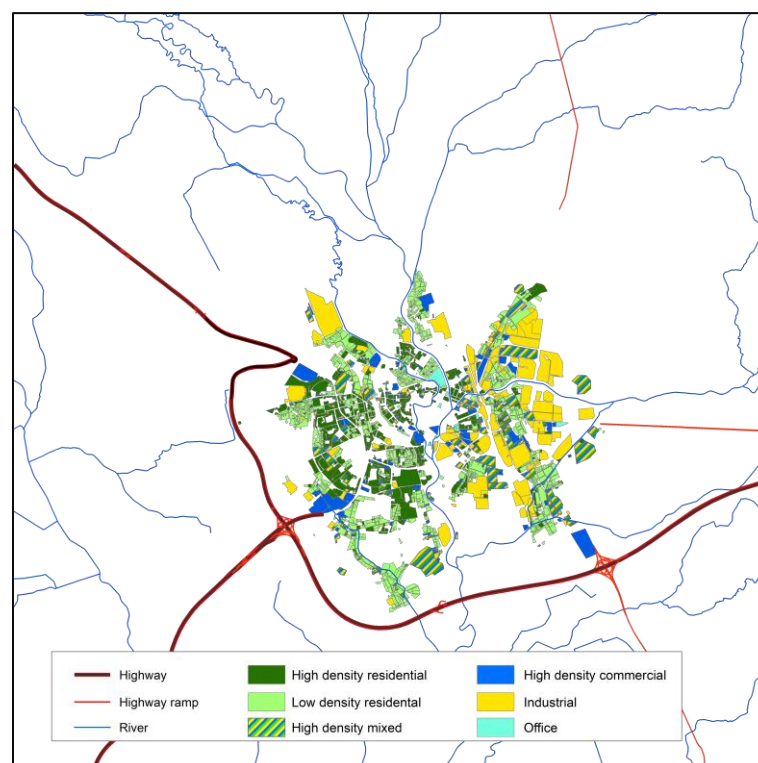 Highway
High density residential
High density commercial
Highway ramp
Low density residental
Industrial
River
High density mixed
Office